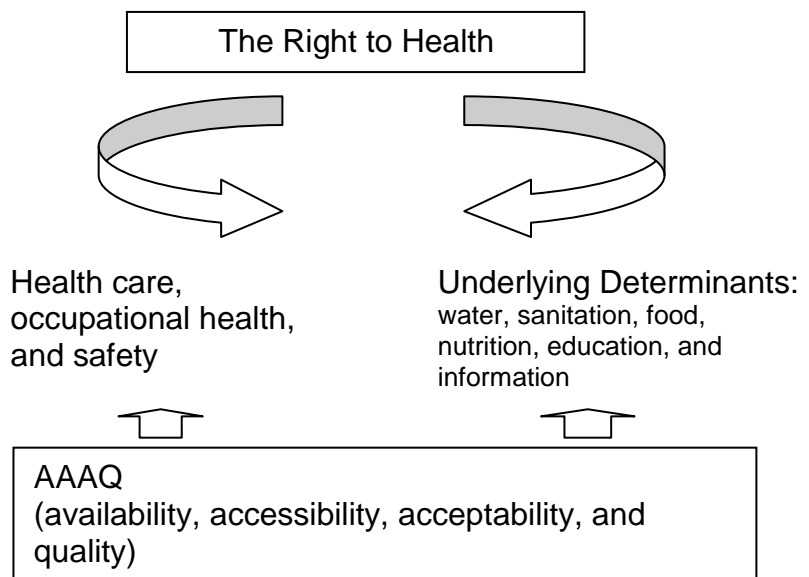 The Right to Health
Health care,
occupational health,
and safety
Underlying Determinants:
water, sanitation, food,
nutrition, education, and
information
AAAQ
(availability, accessibility, acceptability, and
quality)